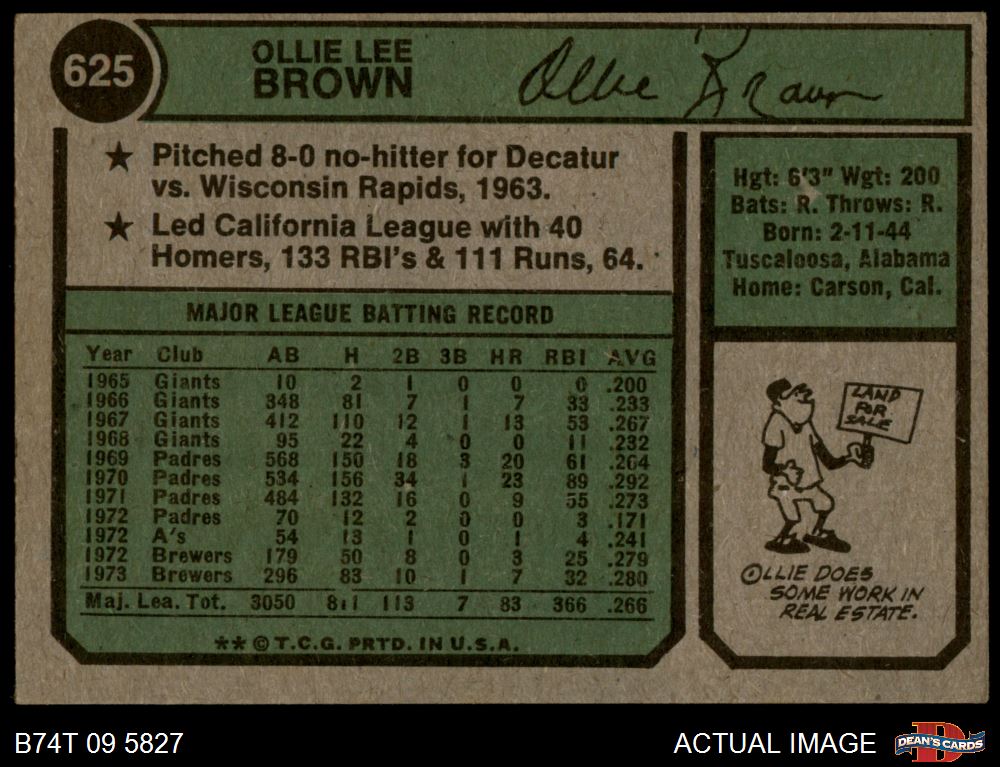 625
OLLIE LEE
BROWN
Ollie Brown
★ Pitched 8-0 no-hitter for Decatur
vs. Wisconsin Rapids, 1963.
★ Led California League with 40
Homers, 133 RBI's & 111 Runs, 64.
Hgt: 6'3" Wgt: 200
Bats: R. Throws: R.
Born: 2-11-44
Tuscaloosa, Alabama
Home: Carson, Cal.
MAJOR LEAGUE BATTING RECORD
Year Club AB H 2B 3B HR RBI AVG
1965 Giants 10 2 1 0 0 0 .200
1966 Giants 348 81 7 1 7 33 .233
1967 Giants 412 110 12 1 13 53 .267
1968 Giants 95 22 4 0 0 11 .232
1969 Padres 568 150 18 3 20 61 .264
1970 Padres 534 156 34 1 23 89 .292
1971 Padres 484 132 16 0 9 55 .273
1972 Padres 70 12 2 0 0 3 .171
1972 A's 54 13 1 0 1 4 .241
1972 Brewers 179 50 8 0 3 25 .279
1973 Brewers 296 83 10 1 7 32 .280
Maj. Lea. Tot. 3050 811 113 7 83 366 .266
** © T.C.G. PRTD. IN U.S.A.
LAND
FOR
SALE
OLLIE DOES
SOME WORK IN
REAL ESTATE.
B74T 09 5827
ACTUAL IMAGE
D
DEAN'S CARDS